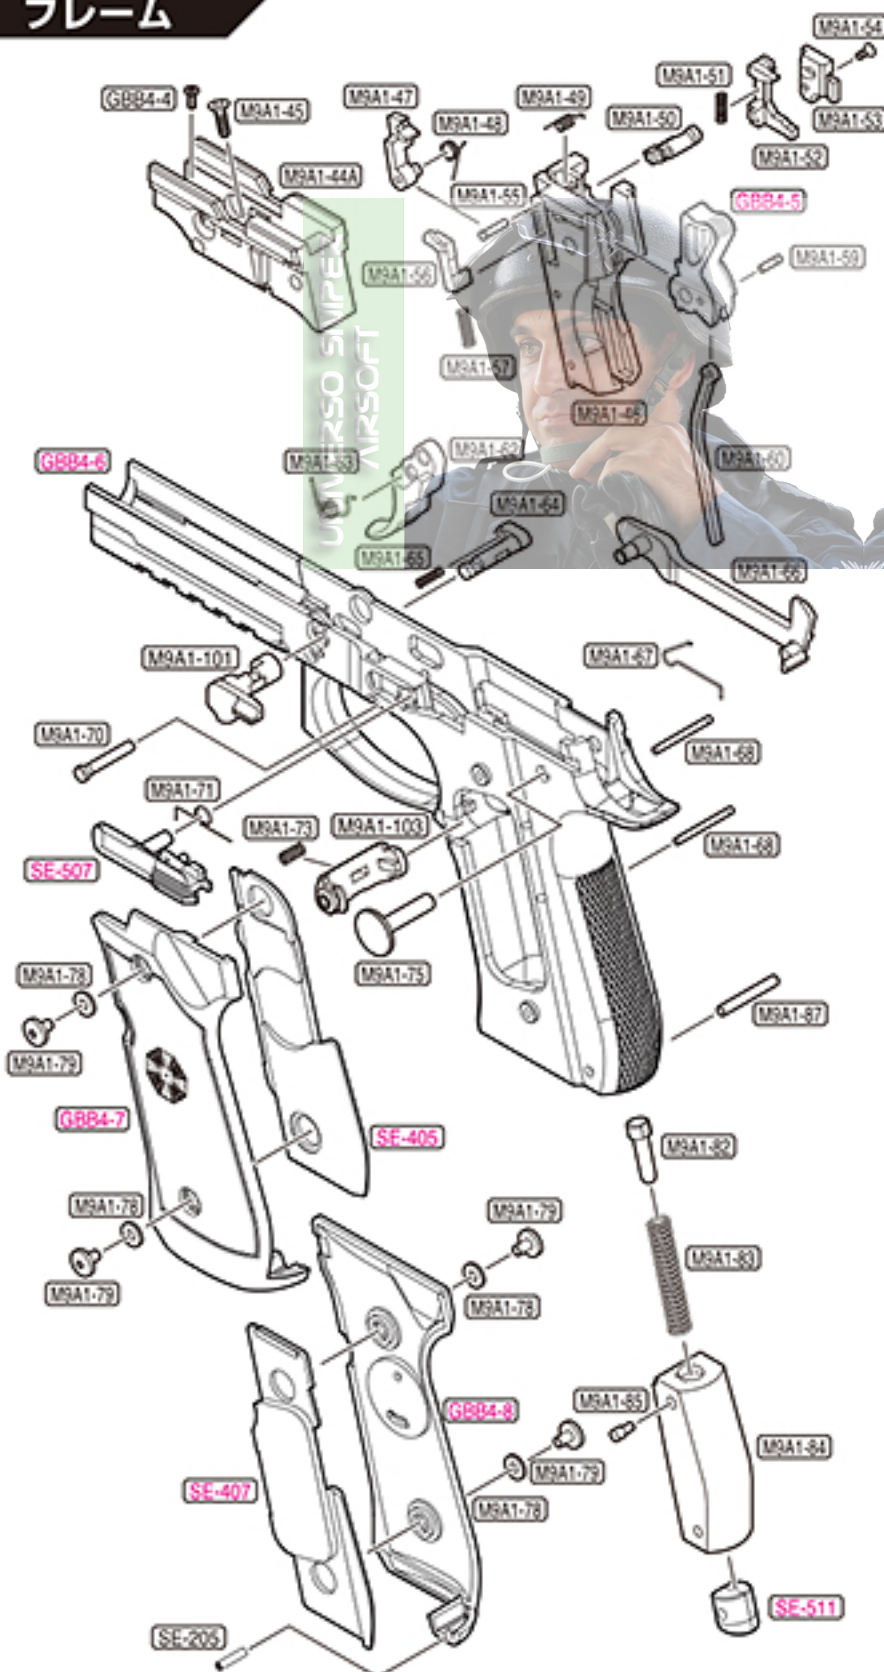 フレーム
M9A1-54
M9A1-51
GBB4-4
M9A1-45
M9A1-47
M9A1-49
M9A1-48
M9A1-50
M9A1-53
M9A1-52
M9A1-44A
M9A1-55
GBB4-5
M9A1-56
M9A1-59
UNIVERSO SNIPER
AIRSOFT
M9A1-57
M9A1-46
GBB4-6
M9A1-63
M9A1-62
M9A1-60
M9A1-64
M9A1-65
M9A1-66
M9A1-101
M9A1-67
M9A1-70
M9A1-68
M9A1-71
M9A1-73
M9A1-103
M9A1-68
SE-507
M9A1-78
M9A1-75
M9A1-87
M9A1-79
GBB4-7
SE-405
M9A1-82
M9A1-78
M9A1-79
M9A1-83
M9A1-79
M9A1-78
M9A1-85
GBB4-8
M9A1-84
M9A1-79
SE-407
M9A1-78
SE-511
SE-205